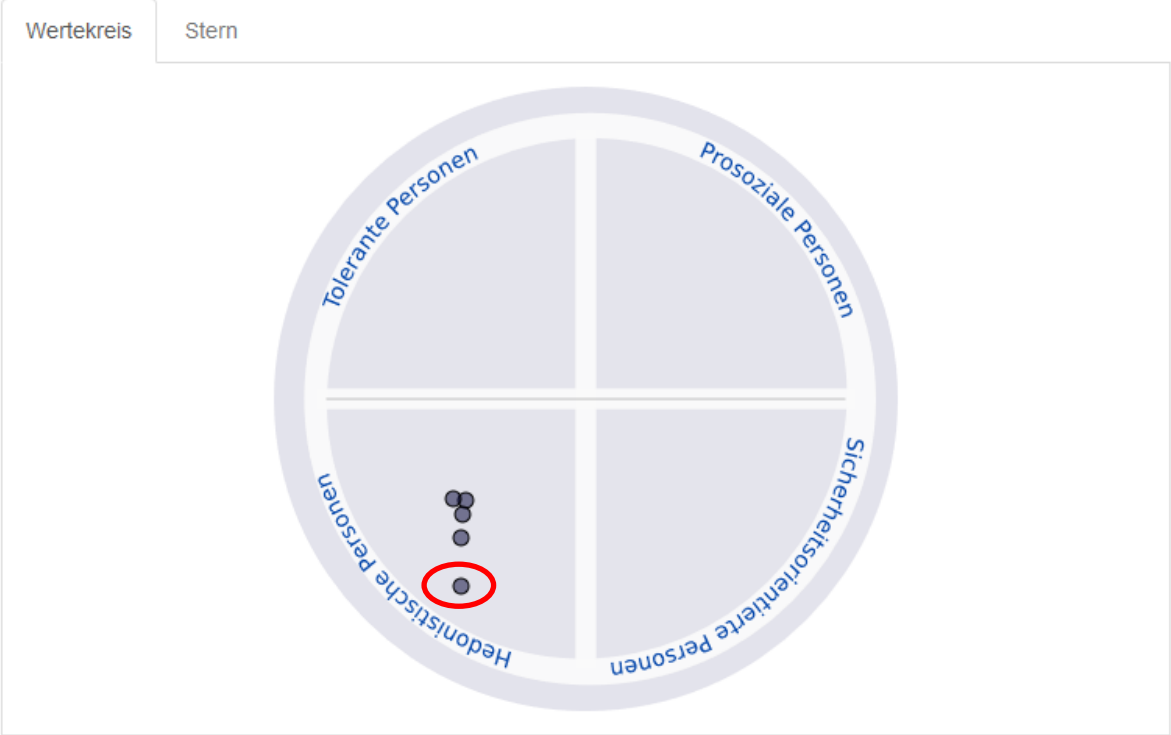 Wertekreis Stern
Tolerante Personen
Prosoziale Personen
Hedonistische Personen
Sicherheitsorientierte Personen